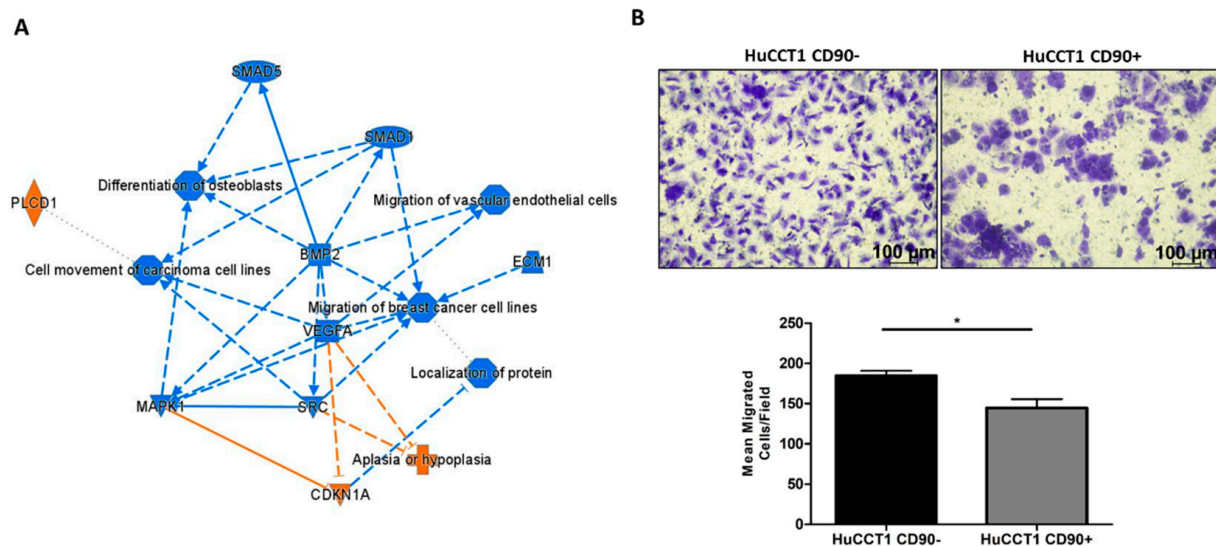 A
SMAD5
SMAD1
Differentiation of osteoblasts
PLCD1
Migration of vascular endothelial cells
BMP2
Cell movement of carcinoma cell lines
ECM1
Migration of breast cancer cell lines
VEGFA
Localization of protein
MAPK1
SRC
Aplasia or hypoplasia
CDKN1A
B
HuCCT1 CD90-
HuCCT1 CD90+
100 µm
100 µm
*
Mean Migrated
Cells/Field
250
200
150
100
50
0
HuCCT1 CD90-
HuCCT1 CD90+